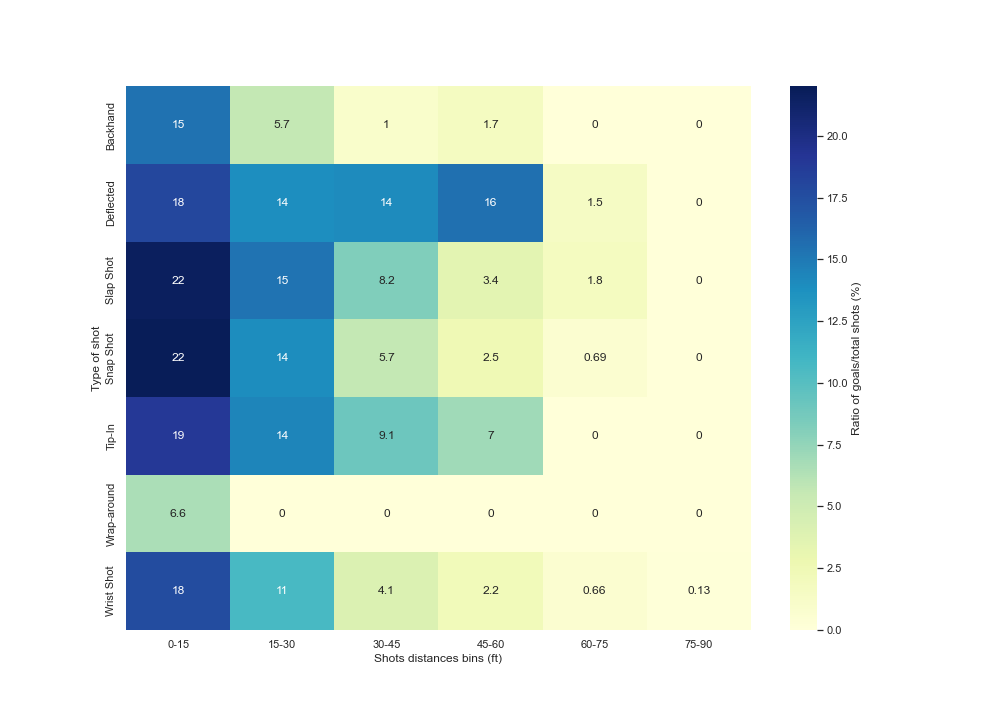 Backhand 15 5.7 1 1.7 0 0
Deflected 18 14 14 16 1.5 0
Slap Shot 22 15 8.2 3.4 1.8 0
Snap Shot 22 14 5.7 2.5 0.69 0
Tip-In 19 14 9.1 7 0 0
Wrap-around 6.6 0 0 0 0 0
Wrist Shot 18 11 4.1 2.2 0.66 0.13
Type of shot
0-15 15-30 30-45 45-60 60-75 75-90
Shots distances bins (ft)
20.0
17.5
15.0
12.5
10.0
7.5
5.0
2.5
0.0
Ratio of goals/total shots (%)